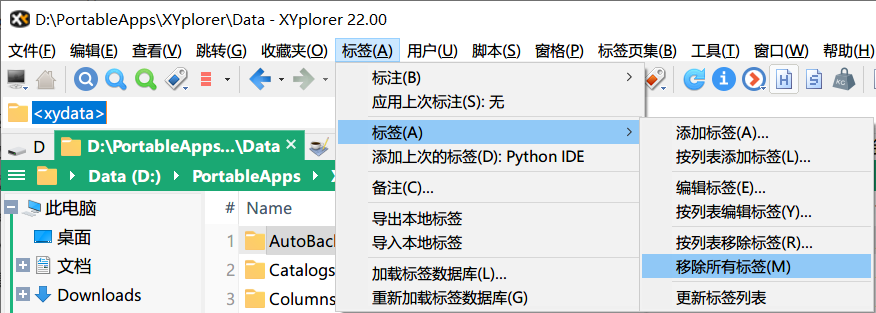 D:\PortableApps\XYplorer\Data - XYplorer 22.00
文件(F) 编辑(E) 查看(V) 跳转(G) 收藏夹(O) 标签(A) 用户(U) 脚本(S) 窗格(P) 标签页集(B) 工具(T) 窗口(W) 帮助(H)
<xydata>
D D:\PortableApps...\Data
Data (D:) PortableApps
此电脑
桌面
文档
Downloads
# Name
1 AutoBac
2 Catalogs
3 Columns
标注(B)
应用上次标注(S): 无
标签(A)
添加上次的标签(D): Python IDE
备注(C)...
导出本地标签
导入本地标签
加载标签数据库(L)...
重新加载标签数据库(G)
添加标签(A)...
按列表添加标签(L)...
编辑标签(E)...
按列表编辑标签(Y)...
按列表移除标签(R)...
移除所有标签(M)
更新标签列表